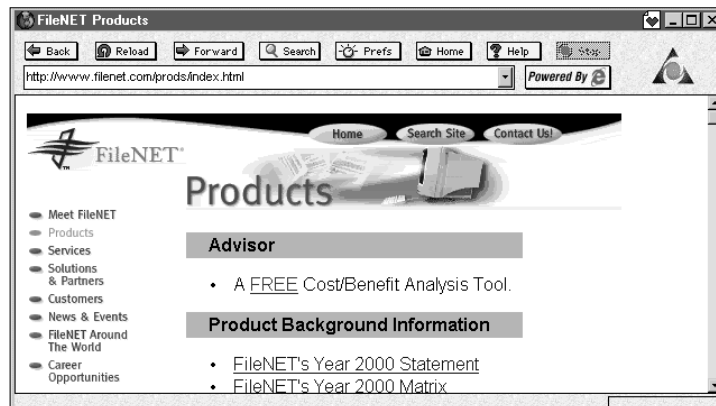 FileNET Products
Back Reload Forward Search Prefs Home Help Stop
http://www.filenet.com/prods/index.html
Powered By
Home Search Site Contact Us!
FileNET
TM
Products
Meet FileNET
Products
Services
Solutions
& Partners
Customers
News & Events
FileNET Around
The World
Career
Opportunities
Advisor
• A FREE Cost/Benefit Analysis Tool.
Product Background Information
• FileNET's Year 2000 Statement
• FileNET's Year 2000 Matrix